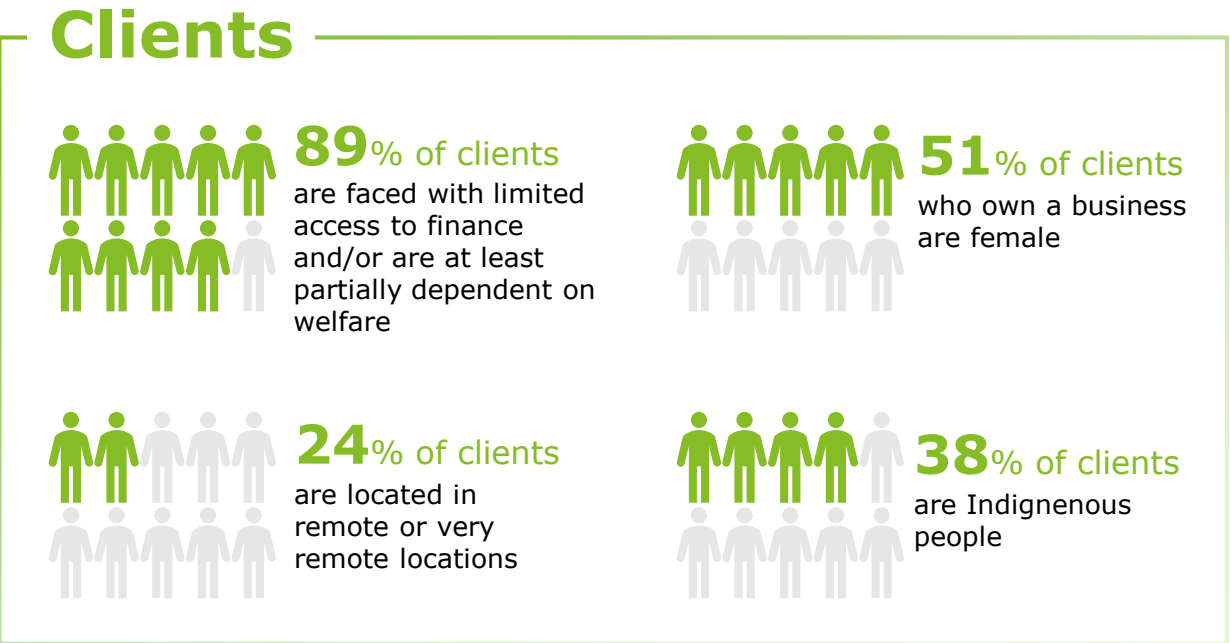 Clients
89% of clients
are faced with limited
access to finance
and/or are at least
partially dependent on
welfare
51% of clients
who own a business
are female
24% of clients
are located in
remote or very
remote locations
38% of clients
are Indignenous
people